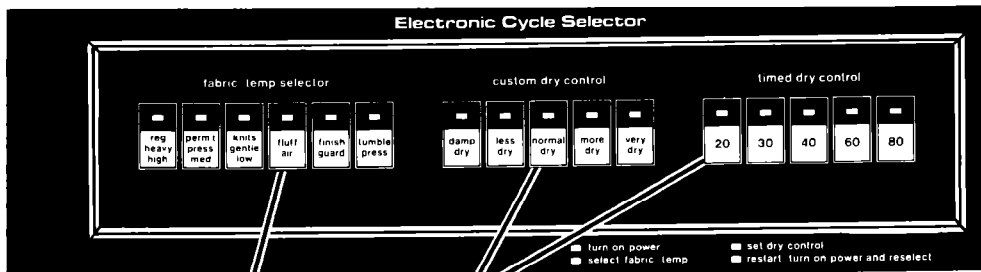 Electronic Cycle Selector
fabric temp selector
custom dry control
timed dry control
reg heavy high
perm't press med
knits gentle low
fluff air
finish guard
tumble press
damp dry
less dry
normal dry
more dry
very dry
20
30
40
60
80
turn on power
select fabric temp
set dry control
restart turn on power and reselect